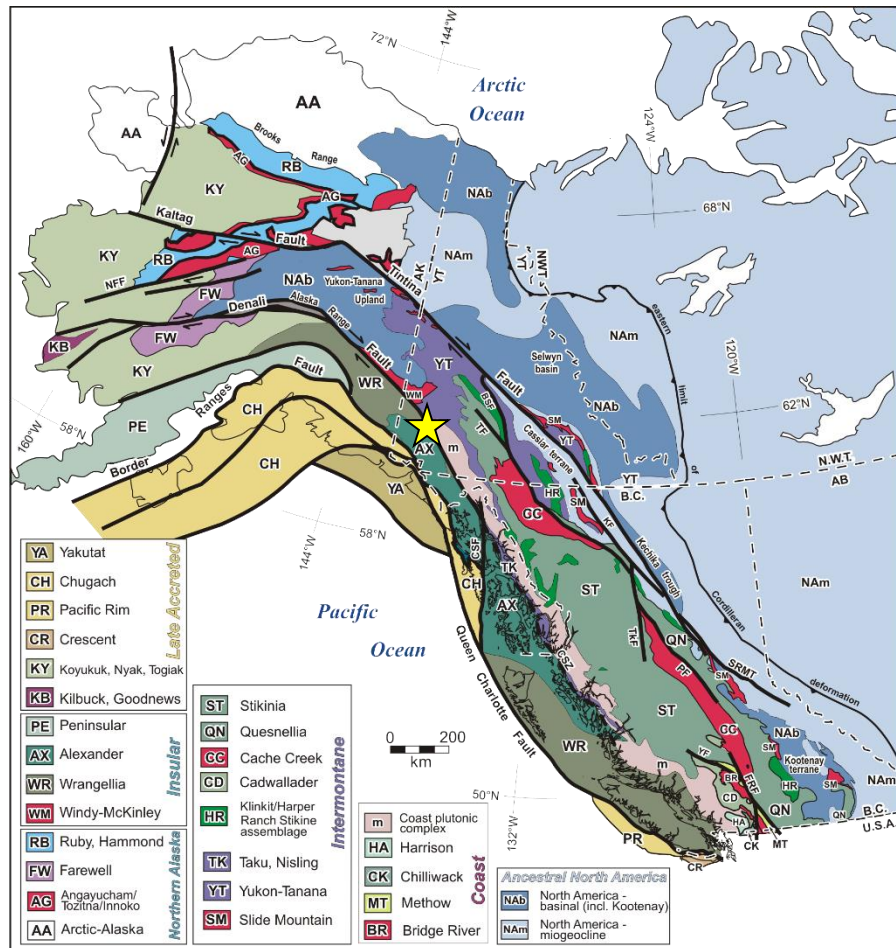 72°N
144°W
Arctic
Ocean
AA
AA
124°W
Brooks
Range
AG
RB
NAb
KY
AG
68°N
Kaltag
NAm
NWT
YT
KY
RB
Fault
AG
AK
YT
Tintina
NAb
NFF
FW
Yukon-Tanana
Upland
eastern
Denali
Alaska
Range
NAm
120°W
FW
Selwyn
basin
KB
Fault
YT
Fault
KY
WR
NAb
limit
WM
62°N
Ranges
Fault
BSF
SM
160°W
58°N
PE
CH
TF
YT
Cassiar terrane
Border
AX
m
YT
B.C.
of
N.W.T.
AB
CH
YA
HR
SM
CC
KF
58°N
Kechika trough
144°W
CSF
NAm
YA Yakutat
CH Chugach
PR Pacific Rim
CR Crescent
KY Koyukuk, Nyak, Togiak
KB Kilbuck, Goodnews
Late Accreted
CH
TK
ST
Pacific
Ocean
AX
Cordilleran
QN
TkF
CSZ
Queen
SM
SRMT
PF
deformation
PE Peninsular
AX Alexander
WR Wrangellia
WM Windy-McKinley
Insular
ST Stikinia
QN Quesnellia
CC Cache Creek
CD Cadwallader
HR Klinkit/Harper
Ranch Stikine
assemblage
TK Taku, Nisling
YT Yukon-Tanana
SM Slide Mountain
Intermontane
Charlotte
Fault
ST
NAb
CC
SM
Kootenay
terrane
NAm
0 200
km
WR
m
YF
BR
FRF
SM
HR
CD
50°N
QN
QN
B.C.
U.S.A.
HA
132°W
CK
MT
PR
CR
RB Ruby, Hammond
FW Farewell
AG Angayucham/
Tozitna/Innoko
AA Arctic-Alaska
Northern Alaska
m Coast plutonic
complex
HA Harrison
CK Chilliwack
MT Methow
BR Bridge River
Coast
Ancestral North America
NAb North America -
basinal (incl. Kootenay)
NAm North America -
miogeocline